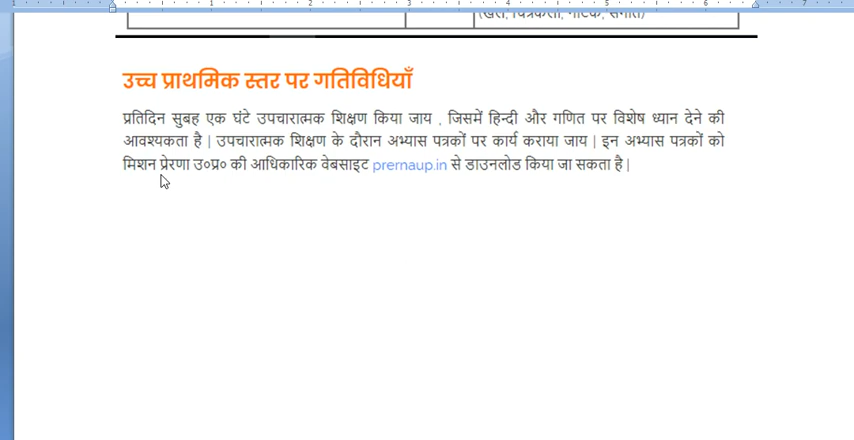 (खेल, चित्रकला, नाटक, संगीत)
उच्च प्राथमिक स्तर पर गतिविधियाँ
प्रतिदिन सुबह एक घंटे उपचारात्मक शिक्षण किया जाय , जिसमें हिन्दी और गणित पर विशेष ध्यान देने की
आवश्यकता है | उपचारात्मक शिक्षण के दौरान अभ्यास पत्रकों पर कार्य कराया जाय | इन अभ्यास पत्रकों को
मिशन प्रेरणा उ०प्र० की आधिकारिक वेबसाइट prernaup.in से डाउनलोड किया जा सकता है |